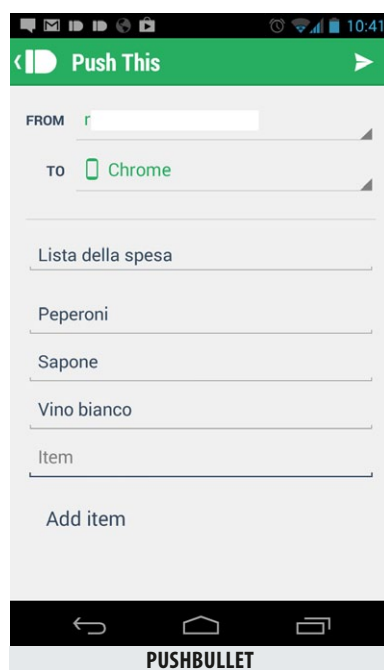 10:41
Push This
FROM r
TO Chrome
Lista della spesa
Peperoni
Sapone
Vino bianco
Item
Add item
PUSHBULLET